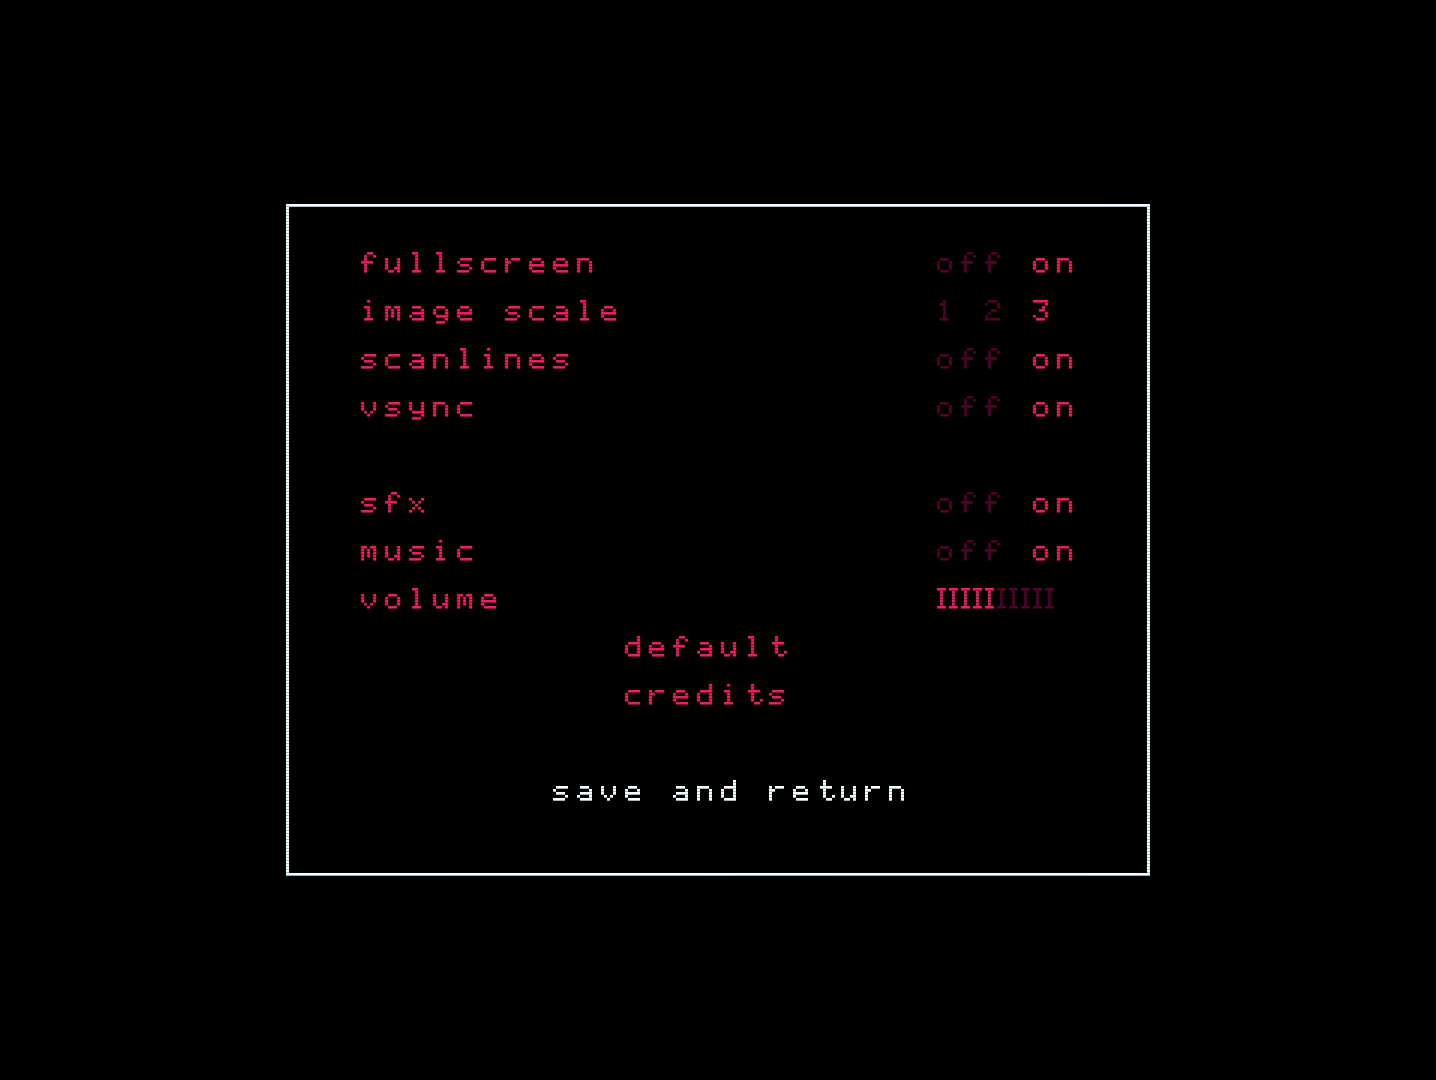 fullscreen off on
image scale 1 2 3
scanlines off on
vsync off on
sfx off on
music off on
volume IIIIIIIIII
default
credits
save and return